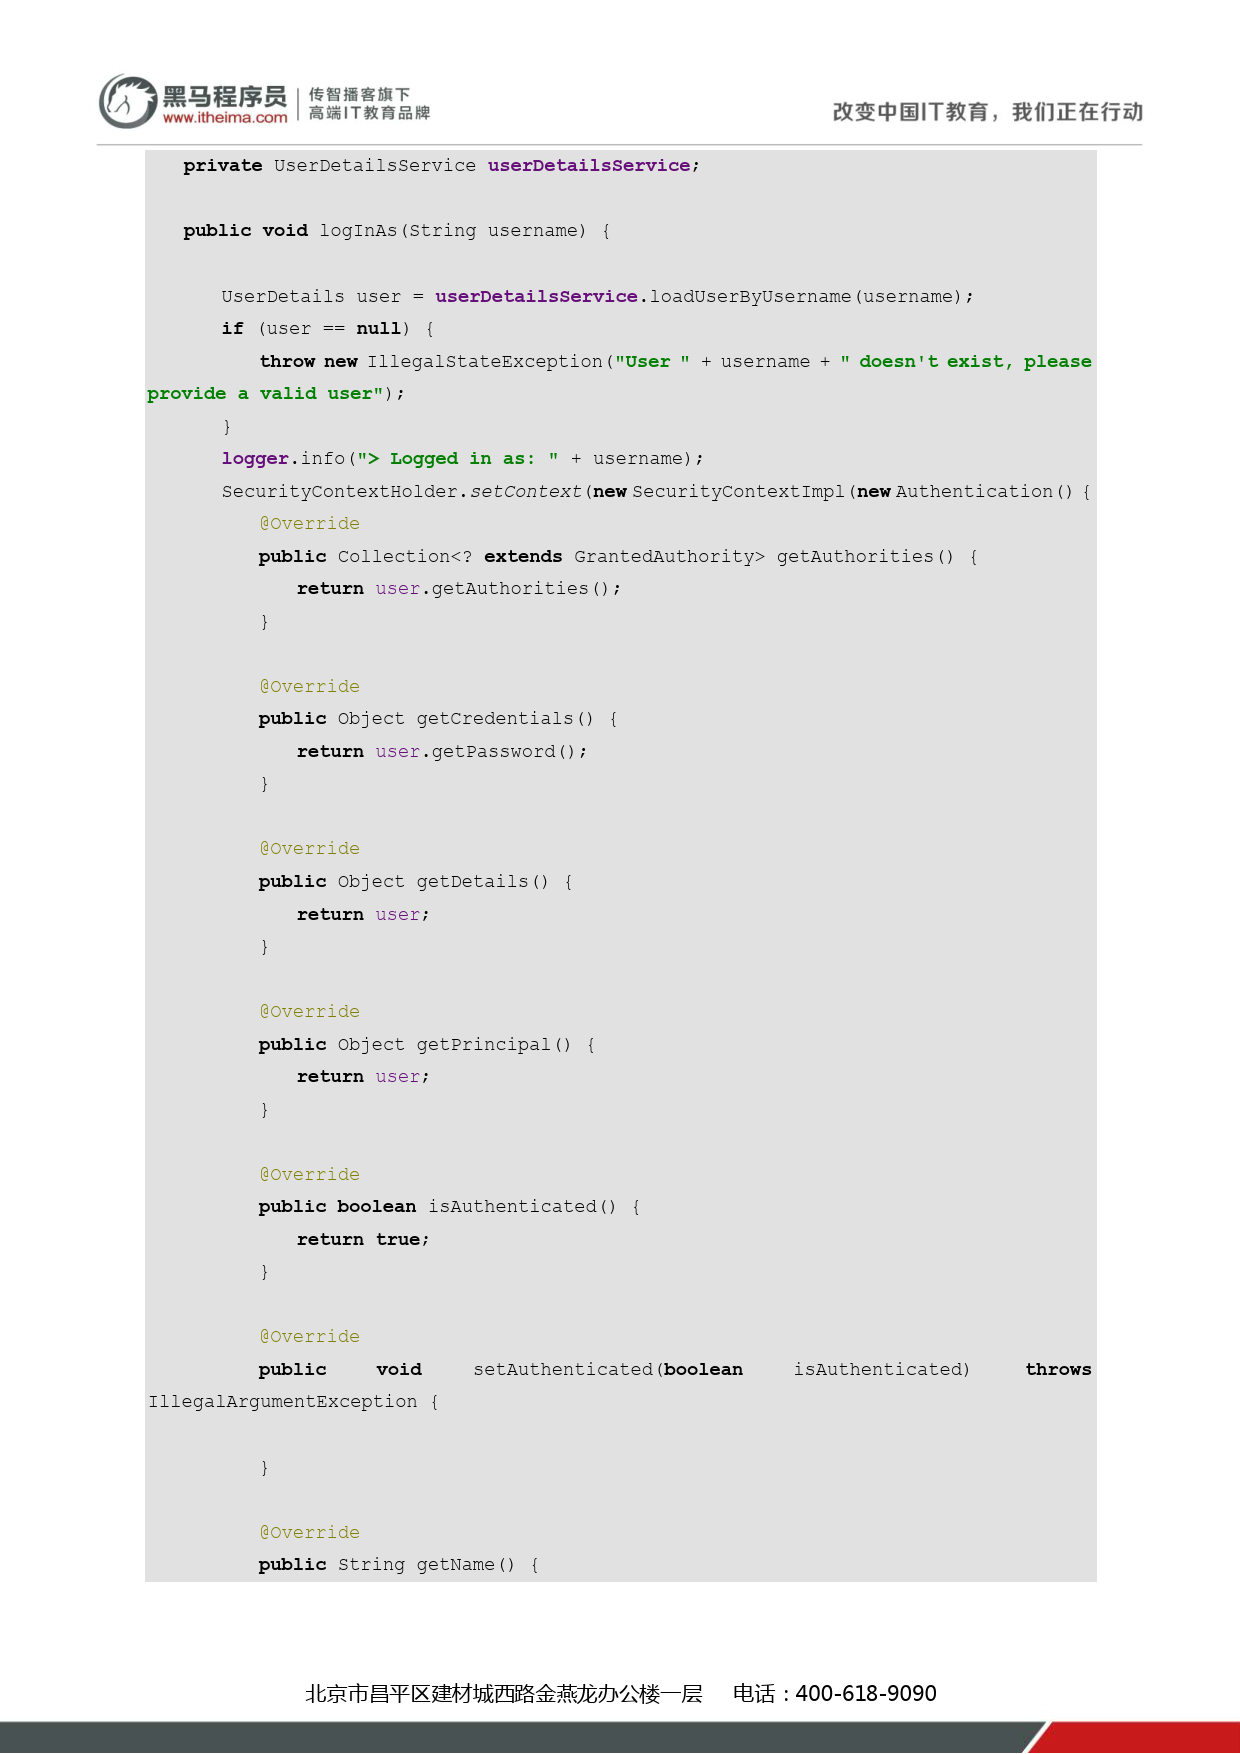 黑马程序员
www.itheima.com
传智播客旗下
高端IT教育品牌
改变中国IT教育，我们正在行动
private UserDetailsService userDetailsService;
public void logInAs(String username) {
UserDetails user = userDetailsService.loadUserByUsername(username);
if (user == null) {
throw new IllegalStateException("User " + username + " doesn't exist, please
provide a valid user");
}
logger.info("> Logged in as: " + username);
SecurityContextHolder.setContext(new SecurityContextImpl(new Authentication() {
@Override
public Collection<? extends GrantedAuthority> getAuthorities() {
return user.getAuthorities();
}
@Override
public Object getCredentials() {
return user.getPassword();
}
@Override
public Object getDetails() {
return user;
}
@Override
public Object getPrincipal() {
return user;
}
@Override
public boolean isAuthenticated() {
return true;
}
@Override
public void setAuthenticated(boolean isAuthenticated) throws
IllegalArgumentException {
}
@Override
public String getName() {
北京市昌平区建材城西路金燕龙办公楼一层 电话：400-618-9090